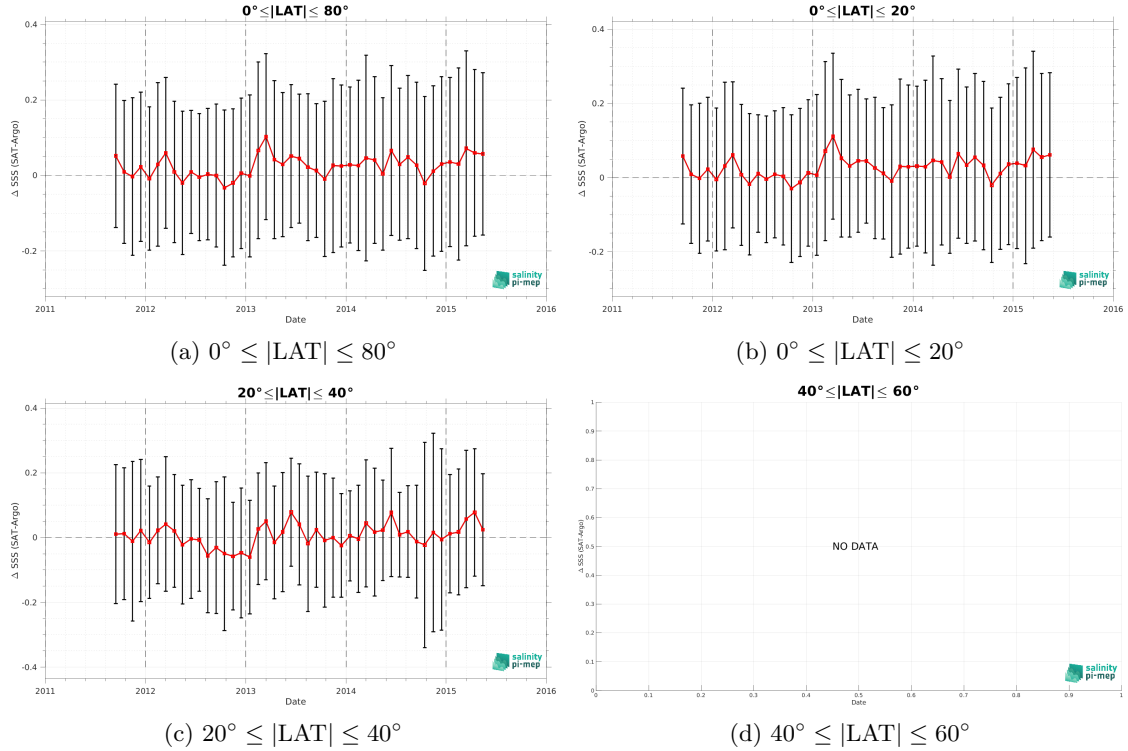 0°≤|LAT|≤ 80°
0.4
0.2
0
-0.2
Δ SSS (SAT-Argo)
2011 2012 2013 2014 2015 2016
Date
salinity
pi-mep
(a) 0° ≤ |LAT| ≤ 80°
0°≤|LAT|≤ 20°
0.4
0.2
0
-0.2
Δ SSS (SAT-Argo)
2011 2012 2013 2014 2015 2016
Date
salinity
pi-mep
(b) 0° ≤ |LAT| ≤ 20°
20°≤|LAT|≤ 40°
0.4
0.2
0
-0.2
-0.4
Δ SSS (SAT-Argo)
2011 2012 2013 2014 2015 2016
Date
salinity
pi-mep
(c) 20° ≤ |LAT| ≤ 40°
40°≤|LAT|≤ 60°
1
0.9
0.8
0.7
0.6
0.5
0.4
0.3
0.2
0.1
0
Δ SSS (SAT-Argo)
NO DATA
0 0.1 0.2 0.3 0.4 0.5 0.6 0.7 0.8 0.9 1
Date
salinity
pi-mep
(d) 40° ≤ |LAT| ≤ 60°